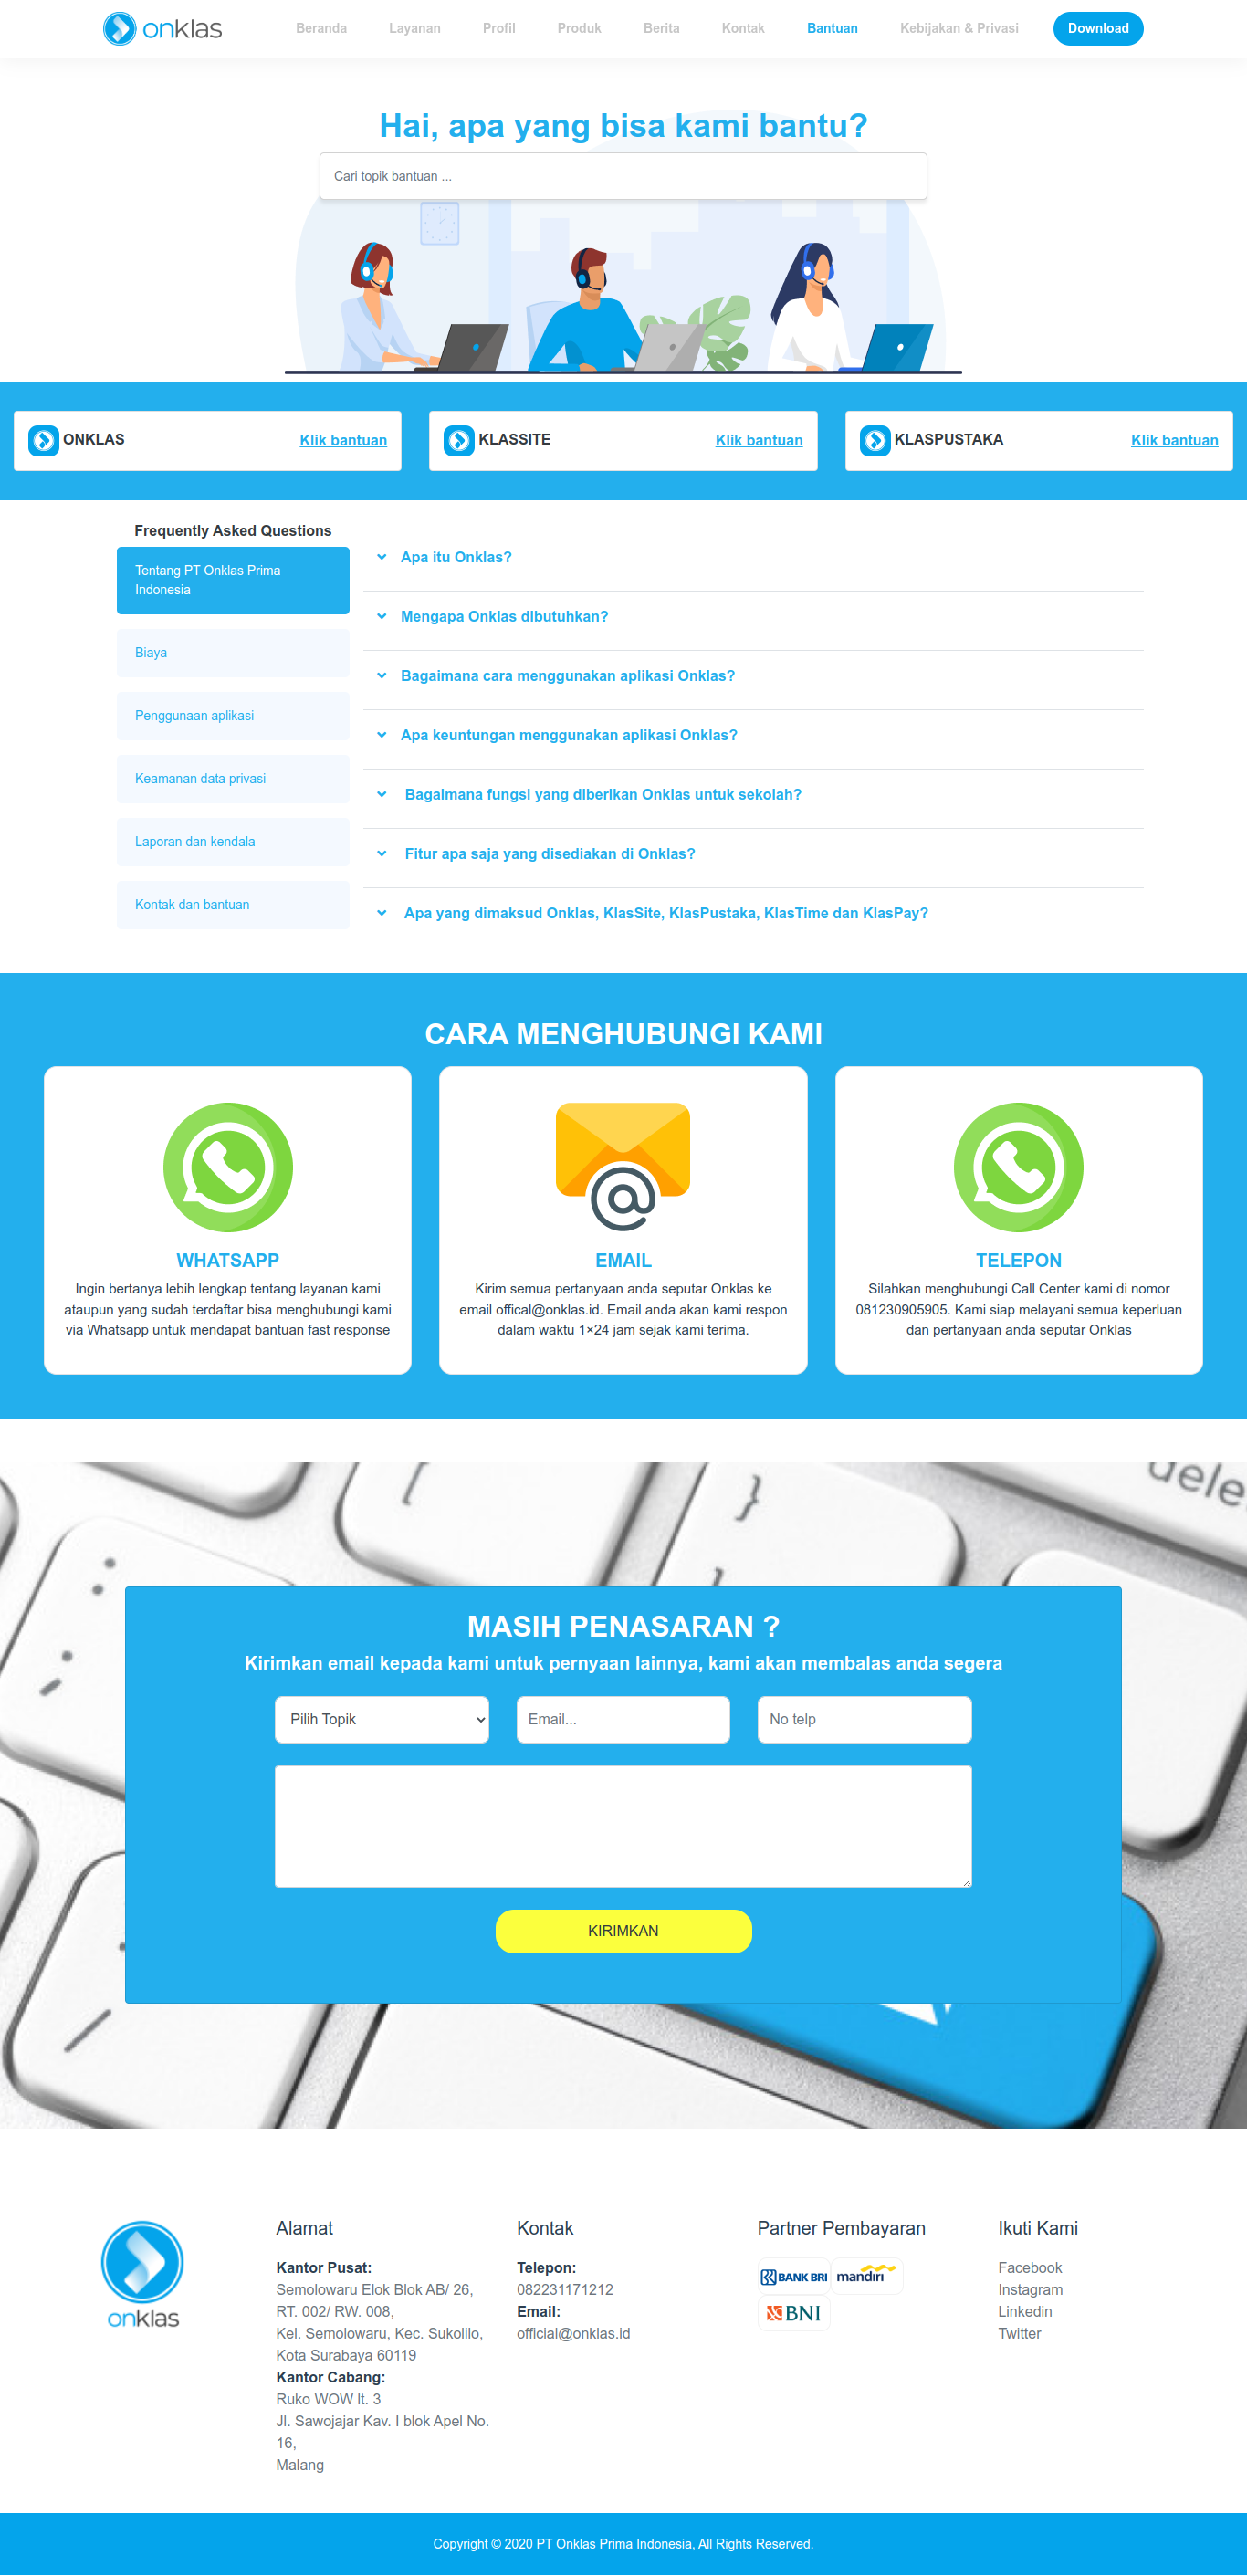 onklas
Beranda
Layanan
Profil
Produk
Berita
Kontak
Bantuan
Kebijakan & Privasi
Download
Hai, apa yang bisa kami bantu?
Cari topik bantuan ...
ONKLAS
Klik bantuan
KLASSITE
Klik bantuan
KLASPUSTAKA
Klik bantuan
Frequently Asked Questions
Tentang PT Onklas Prima
Indonesia
Biaya
Penggunaan aplikasi
Keamanan data privasi
Laporan dan kendala
Kontak dan bantuan
Apa itu Onklas?
Mengapa Onklas dibutuhkan?
Bagaimana cara menggunakan aplikasi Onklas?
Apa keuntungan menggunakan aplikasi Onklas?
Bagaimana fungsi yang diberikan Onklas untuk sekolah?
Fitur apa saja yang disediakan di Onklas?
Apa yang dimaksud Onklas, KlasSite, KlasPustaka, KlasTime dan KlasPay?
CARA MENGHUBUNGI KAMI
WHATSAPP
Ingin bertanya lebih lengkap tentang layanan kami
ataupun yang sudah terdaftar bisa menghubungi kami
via Whatsapp untuk mendapat bantuan fast response
EMAIL
Kirim semua pertanyaan anda seputar Onklas ke
email offical@onklas.id. Email anda akan kami respon
dalam waktu 1×24 jam sejak kami terima.
TELEPON
Silahkan menghubungi Call Center kami di nomor
081230905905. Kami siap melayani semua keperluan
dan pertanyaan anda seputar Onklas
[
}
dele
MASIH PENASARAN ?
Kirimkan email kepada kami untuk pernyaan lainnya, kami akan membalas anda segera
Pilih Topik
Email...
No telp
KIRIMKAN
onklas
Alamat
Kantor Pusat:
Semolowaru Elok Blok AB/ 26,
RT. 002/ RW. 008,
Kel. Semolowaru, Kec. Sukolilo,
Kota Surabaya 60119
Kantor Cabang:
Ruko WOW lt. 3
Jl. Sawojajar Kav. I blok Apel No.
16,
Malang
Kontak
Telepon:
082231171212
Email:
official@onklas.id
Partner Pembayaran
BANK BRI
mandiri
BNI
Ikuti Kami
Facebook
Instagram
Linkedin
Twitter
Copyright © 2020 PT Onklas Prima Indonesia, All Rights Reserved.